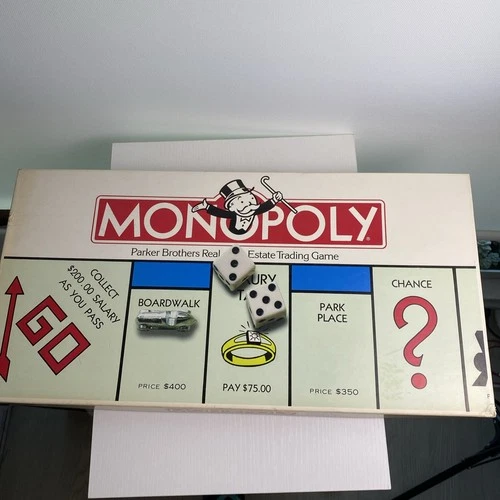 MONOPOLY
Parker Brothers Real Estate Trading Game
COLLECT
$200.00 SALARY
AS YOU PASS
GO
BOARDWALK
PRICE $400
PAY $75.00
PARK
PLACE
PRICE $350
CHANCE